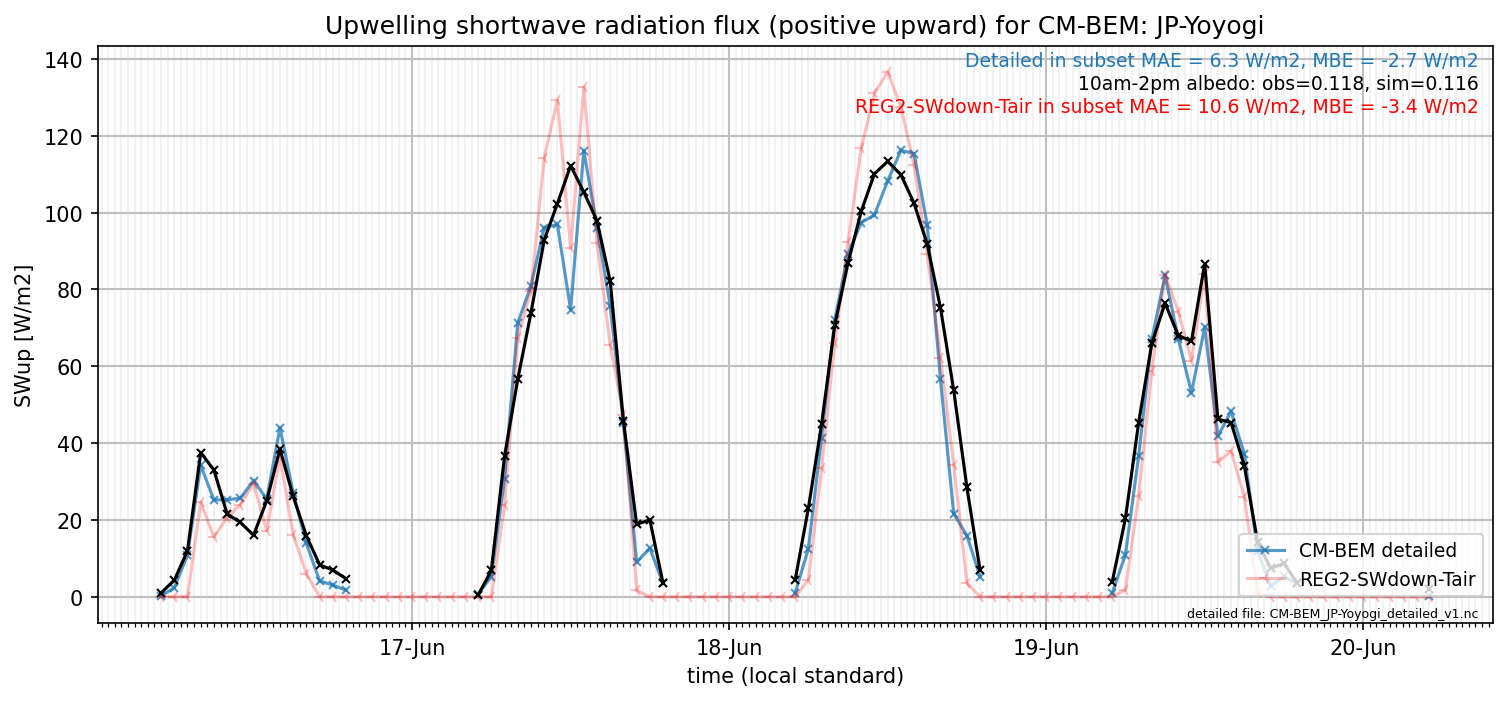 Upwelling shortwave radiation flux (positive upward) for CM-BEM: JP-Yoyogi
Detailed in subset MAE = 6.3 W/m2, MBE = -2.7 W/m2
10am-2pm albedo: obs=0.118, sim=0.116
REG2-SWdown-Tair in subset MAE = 10.6 W/m2, MBE = -3.4 W/m2
140
120
100
80
60
40
20
0
SWup [W/m2]
CM-BEM detailed
REG2-SWdown-Tair
detailed file: CM-BEM_JP-Yoyogi_detailed_v1.nc
17-Jun
18-Jun
19-Jun
20-Jun
time (local standard)